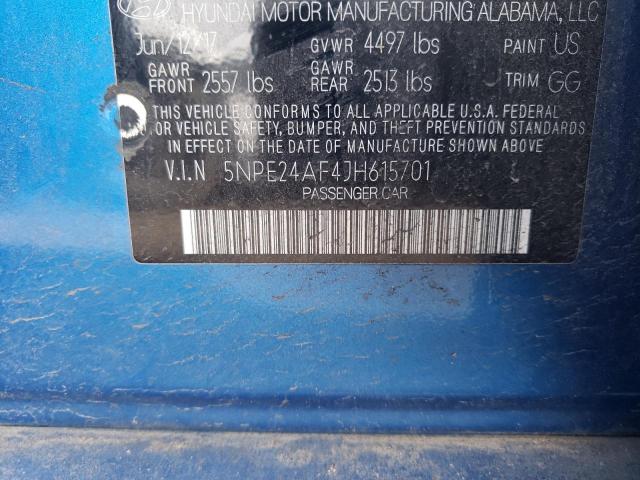 HYUNDAI MOTOR MANUFACTURING ALABAMA, LLC
Jun/12/17 GVWR 4497 lbs PAINT US
GAWR FRONT 2557 lbs GAWR REAR 2513 lbs TRIM GG
THIS VEHICLE CONFORMS TO ALL APPLICABLE U.S.A. FEDERAL
MOTOR VEHICLE SAFETY, BUMPER, AND THEFT PREVENTION
STANDARDS IN EFFECT ON THE DATE OF MANUFACTURE
SHOWN ABOVE.
V.I.N 5NPE24AF4JH615701
PASSENGER CAR